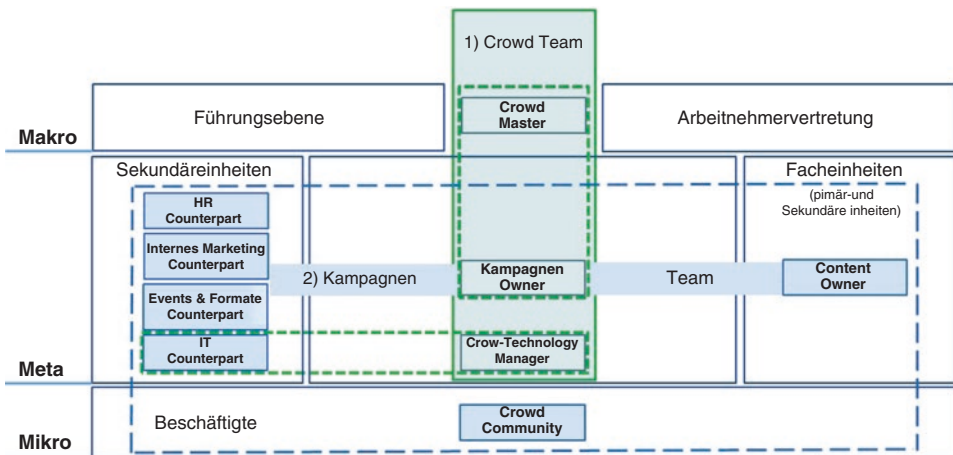 1) Crowd Team
Führungsebene
Crowd
Master
Arbeitnehmervertretung
Makro
Sekundäreinheiten
Facheinheiten
(pimär-und
Sekundäre inheiten)
HR
Counterpart
Internes Marketing
Counterpart
2) Kampagnen
Kampagnen
Owner
Team
Content
Owner
Events & Formate
Counterpart
IT
Counterpart
Crow-Technology
Manager
Meta
Beschäftigte
Crowd
Community
Mikro